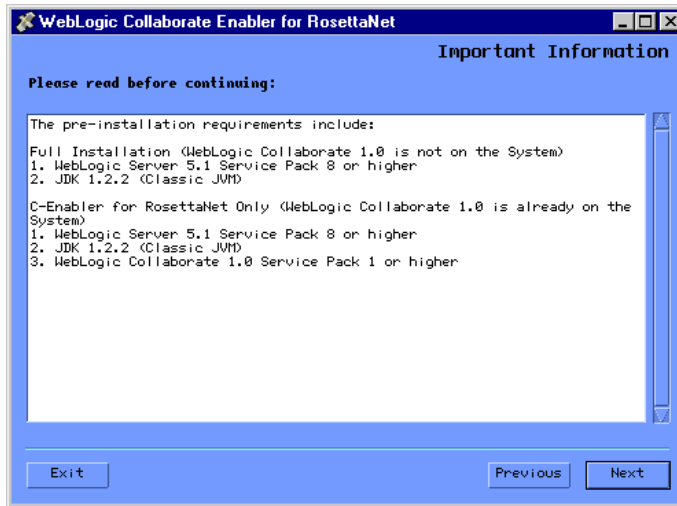 WebLogic Collaborate Enabler for RosettaNet
Important Information
Please read before continuing:
The pre-installation requirements include:
Full Installation (WebLogic Collaborate 1.0 is not on the System)
1. WebLogic Server 5.1 Service Pack 8 or higher
2. JDK 1.2.2 (Classic JVM)
C-Enabler for RosettaNet Only (WebLogic Collaborate 1.0 is already on the
System)
1. WebLogic Server 5.1 Service Pack 8 or higher
2. JDK 1.2.2 (Classic JVM)
3. WebLogic Collaborate 1.0 Service Pack 1 or higher
Exit
Previous
Next